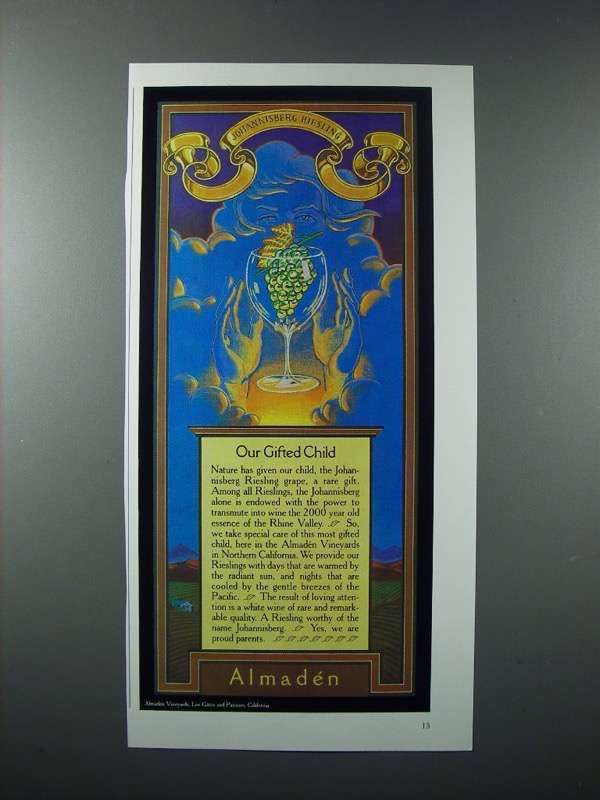 JOHANNISBERG RIESLING
Our Gifted Child
Nature has given our child, the Johan-
nisberg Riesling grape, a rare gift.
Among all Rieslings, the Johannisberg
alone is endowed with the power to
transmute into wine the 2000 year old
essence of the Rhine Valley. So,
we take special care of this most gifted
child, here in the Almadén Vineyards
in Northern California. We provide our
Rieslings with days that are warmed by
the radiant sun, and nights that are
cooled by the gentle breezes of the
Pacific. The result of loving atten-
tion is a white wine of rare and remark-
able quality. A Riesling worthy of the
name Johannisberg. Yes, we are
proud parents.
Almadén
Almadén Vineyards, Los Gatos and Paicines, California
13